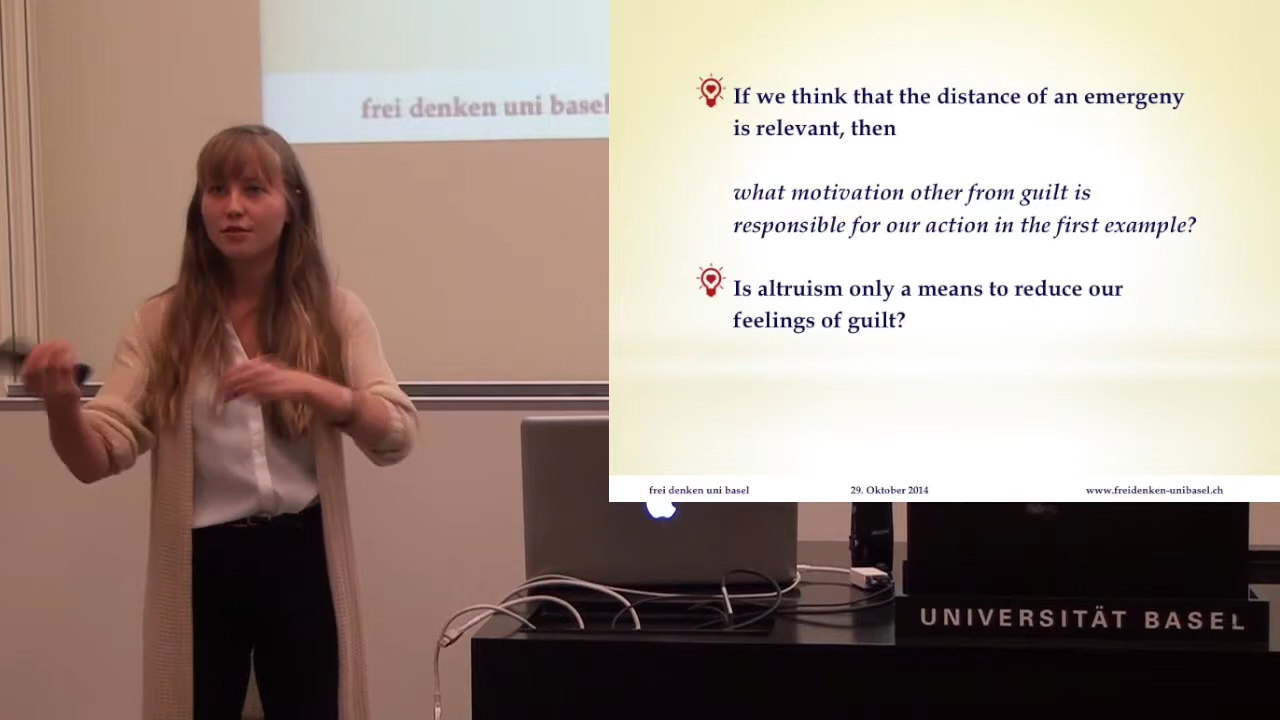 frei denken uni basel
If we think that the distance of an emergeny
is relevant, then
what motivation other from guilt is
responsible for our action in the first example?
Is altruism only a means to reduce our
feelings of guilt?
frei denken uni basel
29. Oktober 2014
www.freidenken-unibasel.ch
UNIVERSITÄT BASEL